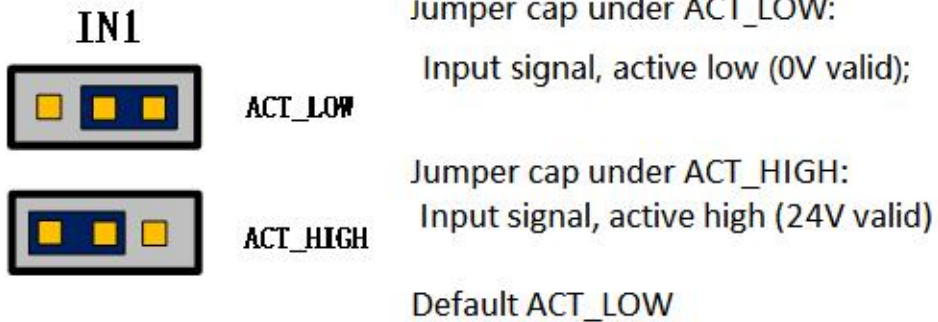 IN1
ACT_LOW
ACT_HIGH
Jumper cap under ACT_LOW:
Input signal, active low (0V valid);
Jumper cap under ACT_HIGH:
Input signal, active high (24V valid)
Default ACT_LOW